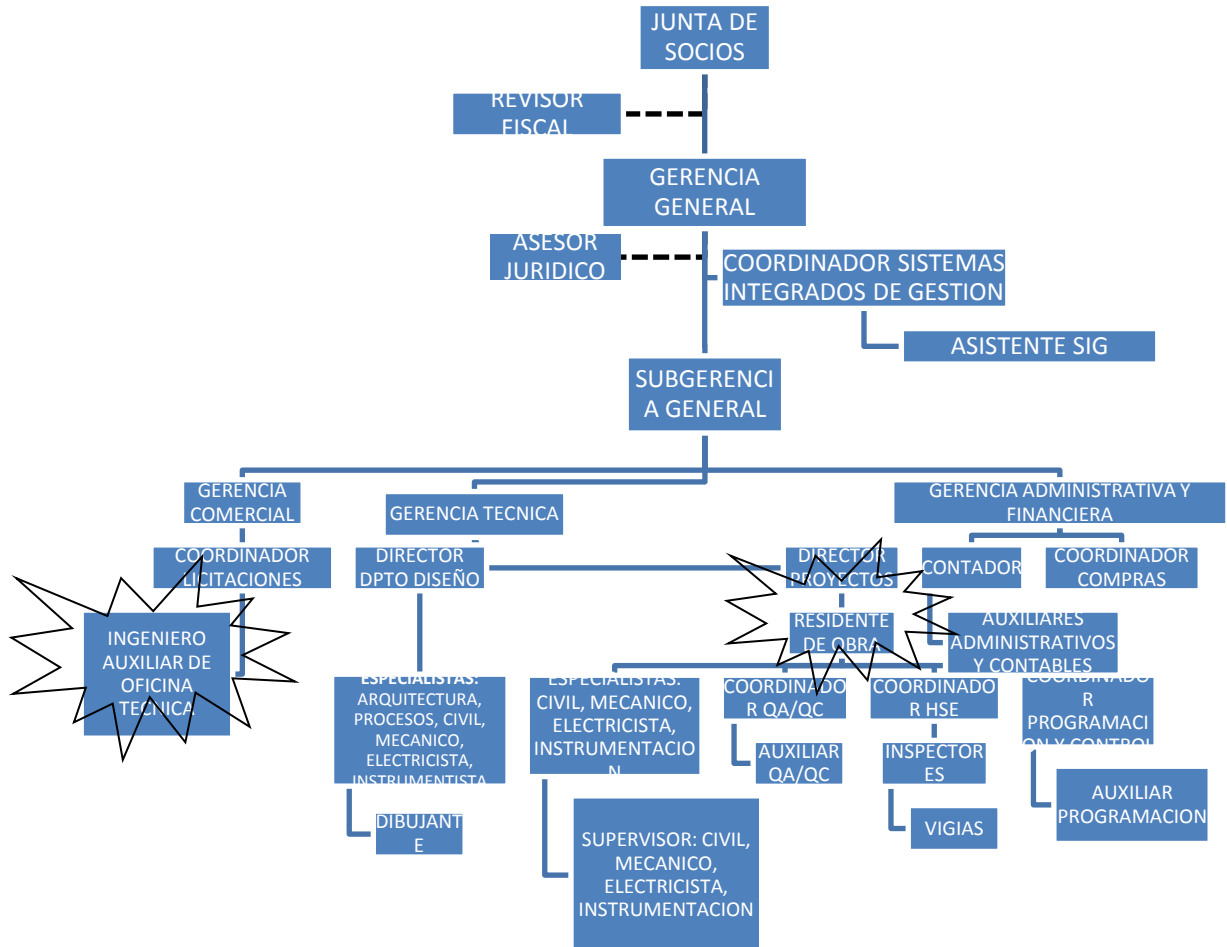 JUNTA DE
SOCIOS
REVISOR
FISCAL
GERENCIA
GENERAL
ASESOR
JURIDICO
COORDINADOR SISTEMAS
INTEGRADOS DE GESTION
ASISTENTE SIG
SUBGERENCI
A GENERAL
GERENCIA
COMERCIAL
GERENCIA TECNICA
GERENCIA ADMINISTRATIVA Y
FINANCIERA
COORDINADOR
LICITACIONES
DIRECTOR
DPTO DISEÑO
DIRECTOR
PROYECTOS
CONTADOR
COORDINADOR
COMPRAS
INGENIERO
AUXILIAR DE
OFICINA
TECNICA
RESIDENTE
DE OBRA
AUXILIARES
ADMINISTRATIVOS
Y CONTABLES
ESPECIALISTAS:
ARQUITECTURA,
PROCESOS, CIVIL,
MECANICO,
ELECTRICISTA,
INSTRUMENTISTA
ESPECIALISTAS:
CIVIL, MECANICO,
ELECTRICISTA,
INSTRUMENTACIO
N
COORDINADO
R QA/QC
COORDINADO
R HSE
COORDINADO
R
PROGRAMACI
ON Y CONTROL
AUXILIAR
QA/QC
INSPECTOR
ES
AUXILIAR
PROGRAMACION
DIBUJANT
E
VIGIAS
SUPERVISOR: CIVIL,
MECANICO,
ELECTRICISTA,
INSTRUMENTACION